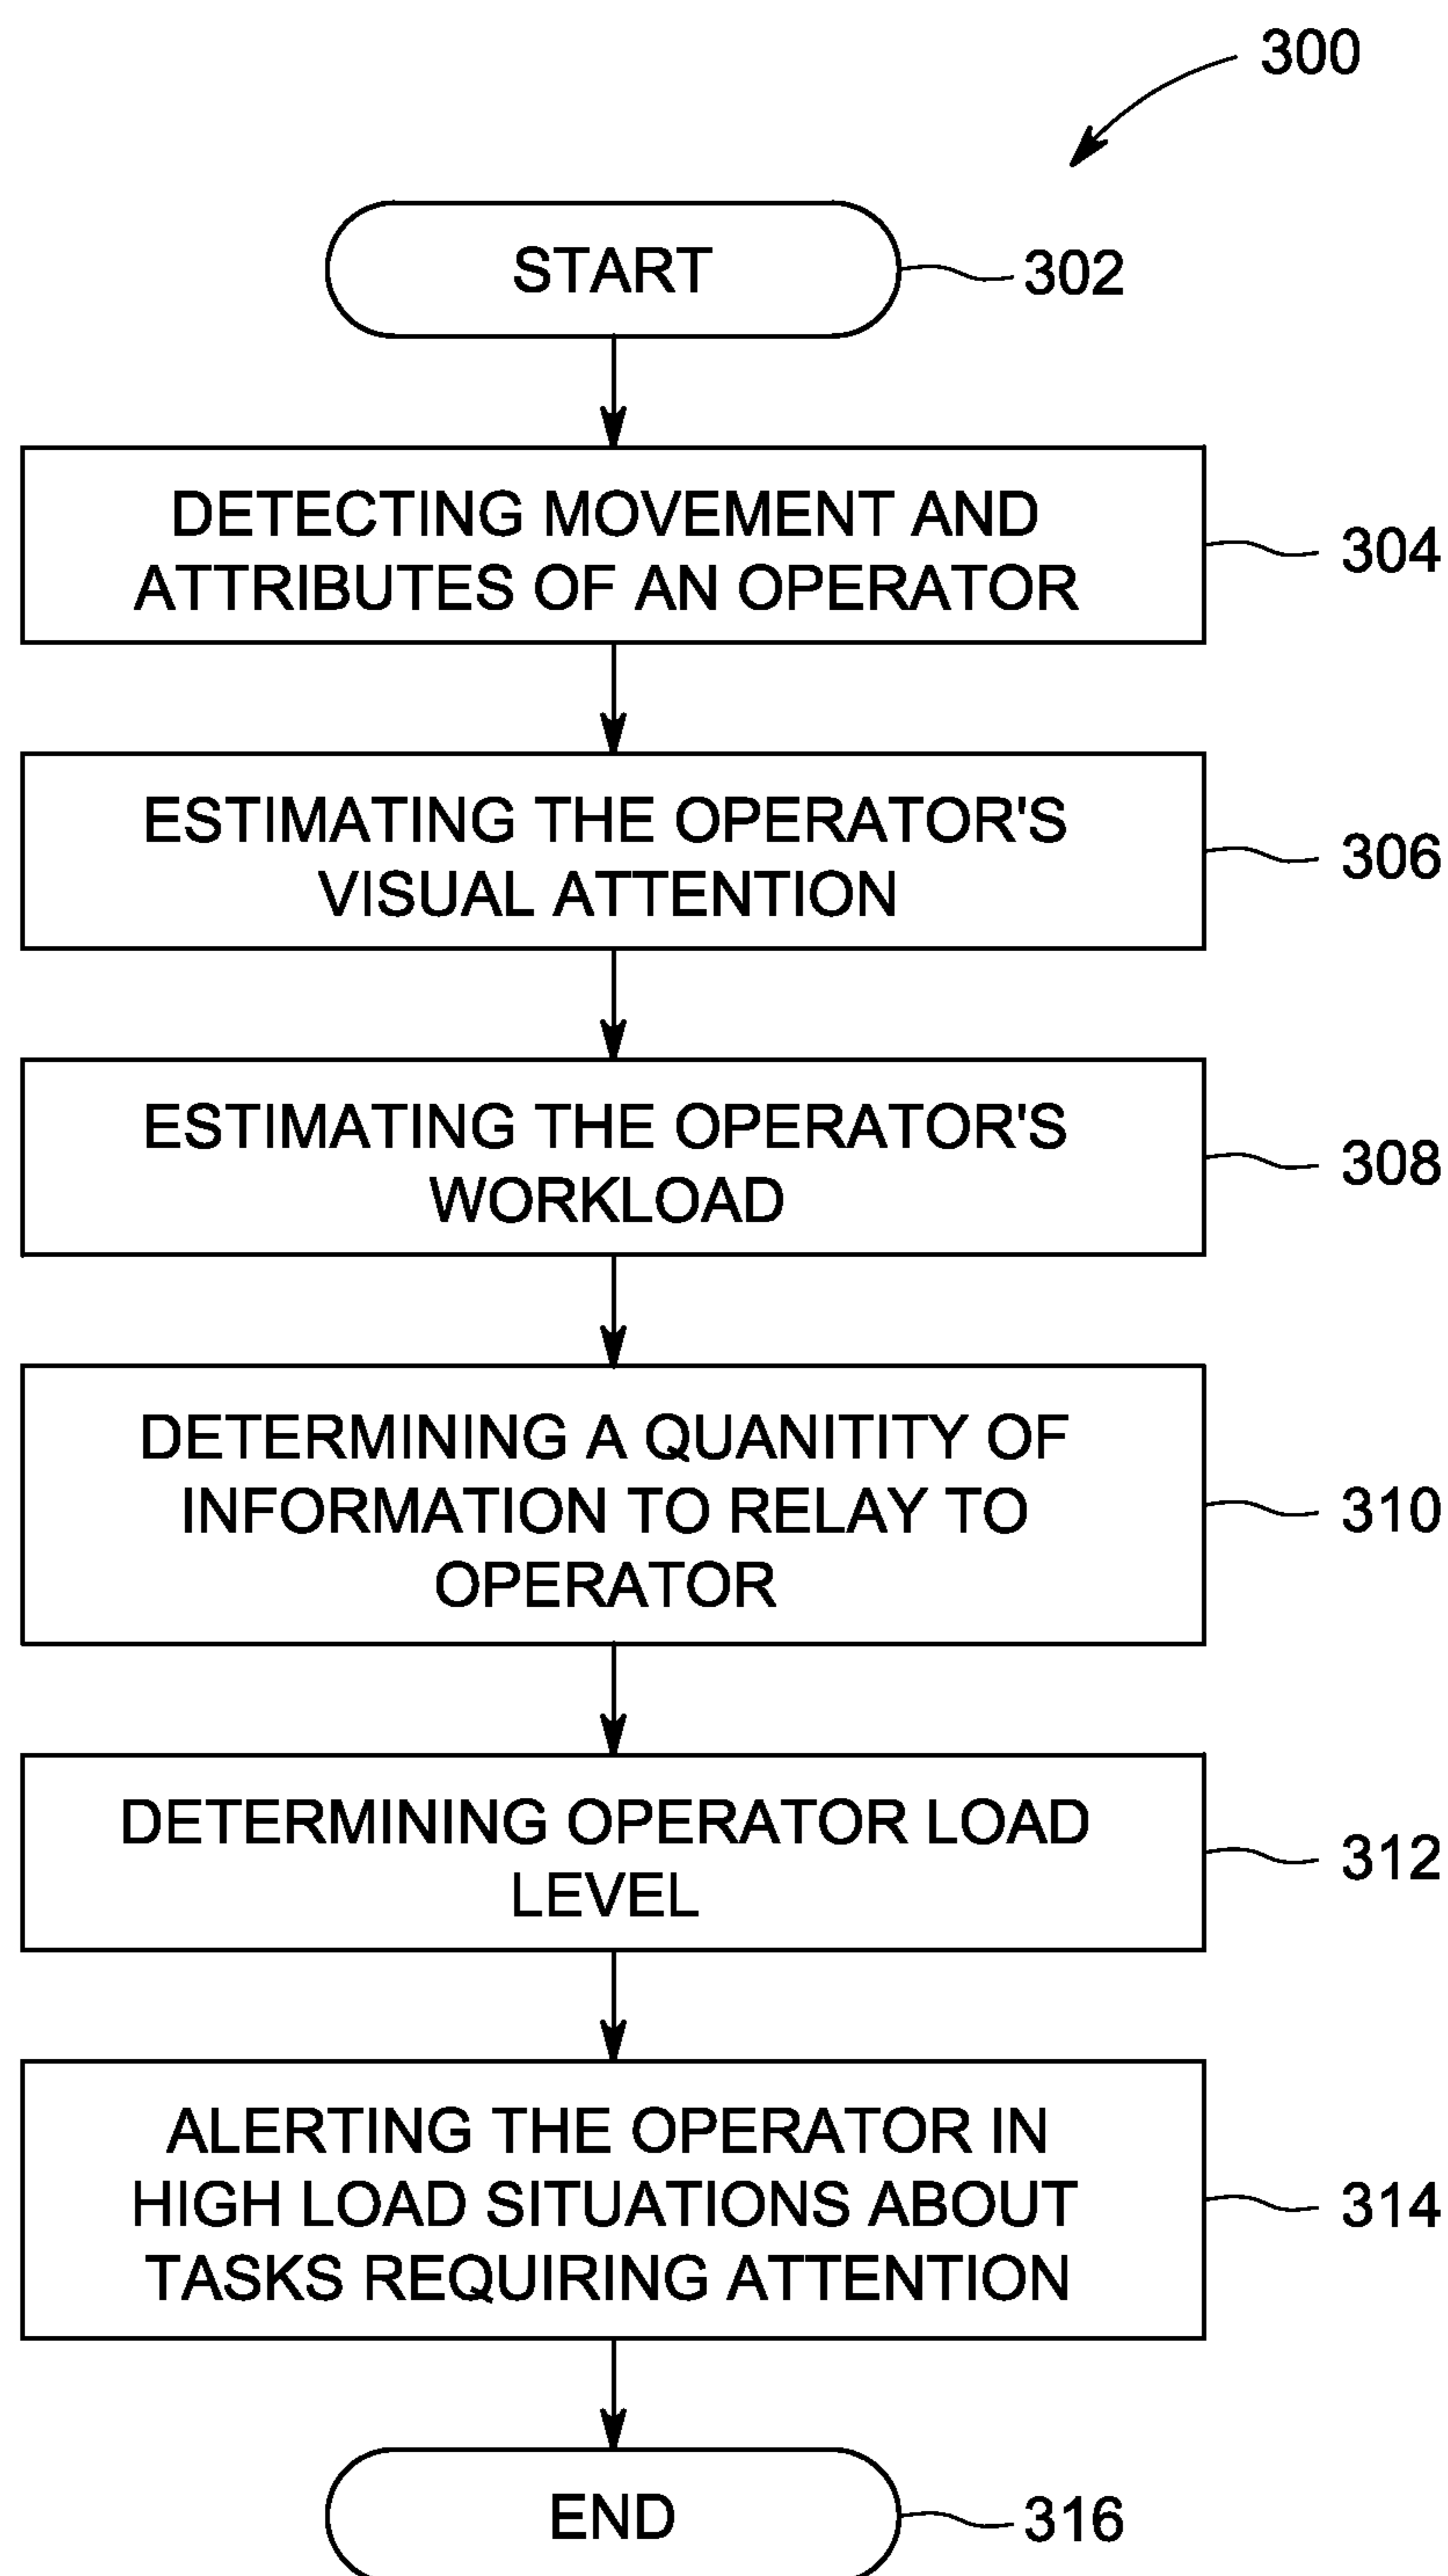 300
START
302
DETECTING MOVEMENT AND
ATTRIBUTES OF AN OPERATOR
304
ESTIMATING THE OPERATOR'S
VISUAL ATTENTION
306
ESTIMATING THE OPERATOR'S
WORKLOAD
308
DETERMINING A QUANITITY OF
INFORMATION TO RELAY TO
OPERATOR
310
DETERMINING OPERATOR LOAD
LEVEL
312
ALERTING THE OPERATOR IN
HIGH LOAD SITUATIONS ABOUT
TASKS REQUIRING ATTENTION
314
END
316